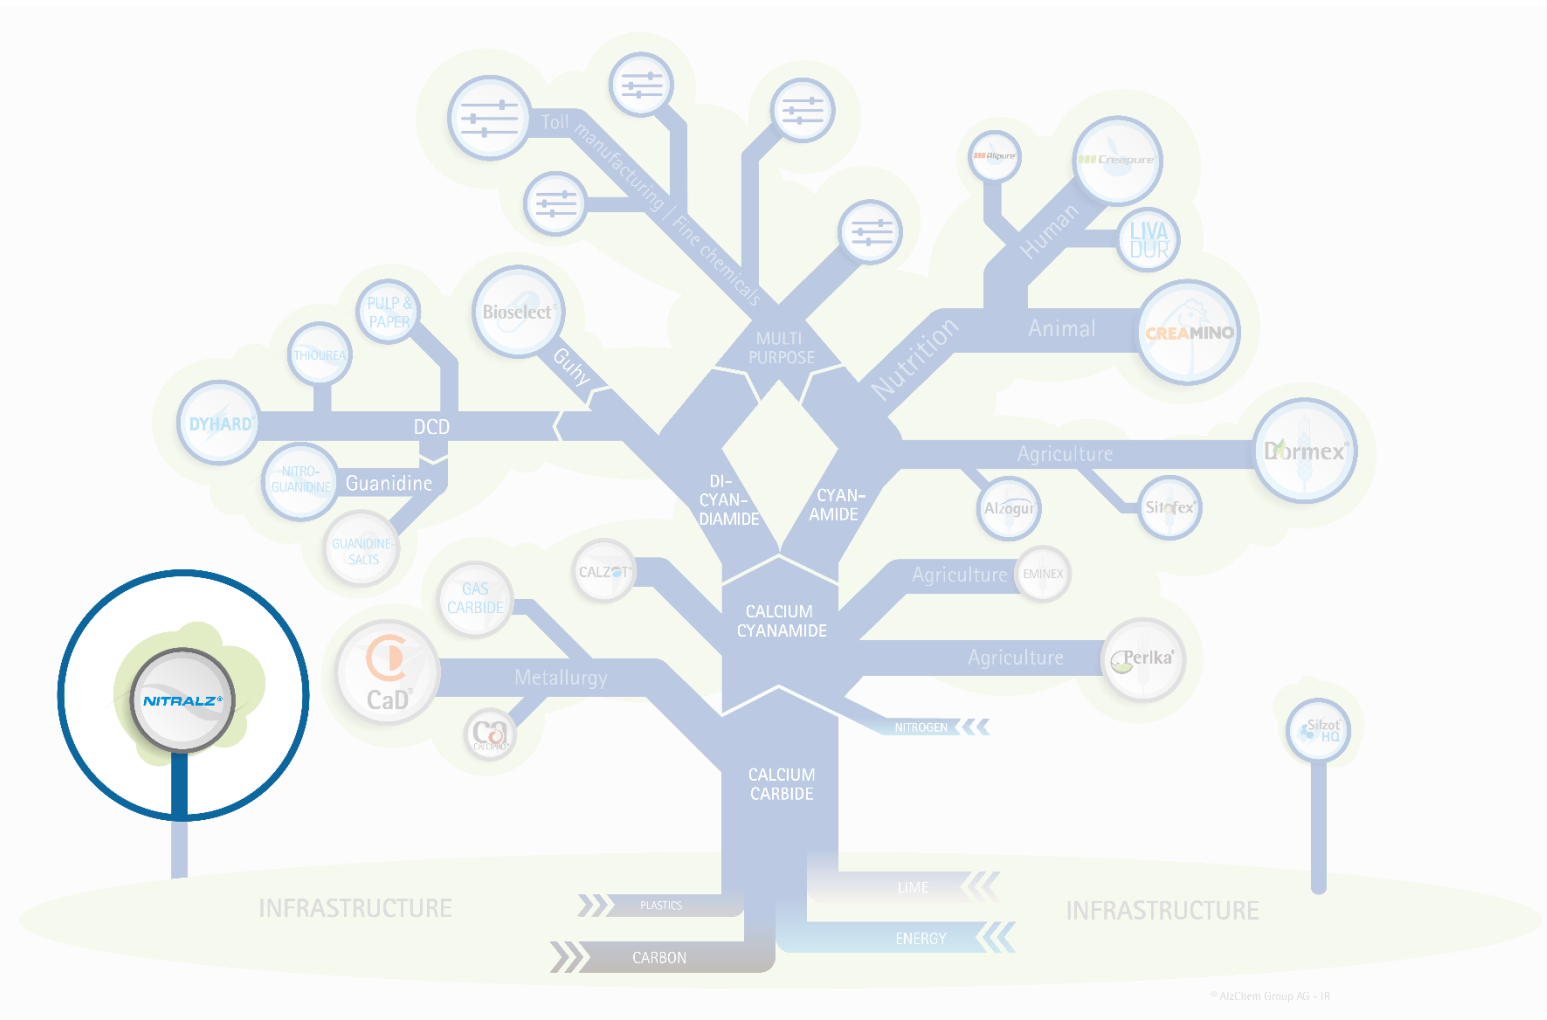 Toll manufacturing | Fine chemicals
Alipure®
Creapure®
Human
LIVA
DUR®
Bioselect®
PULP &
PAPER
THIOUREA
Guhy
MULTI
PURPOSE
Nutrition
Animal
CREAMINO
DYHARD®
DCD
NITRO-
GUANIDINE
Guanidine
GUANIDINE-
SALTS
DI-
CYAN-
DIAMIDE
CYAN-
AMIDE
Agriculture
Dormex®
Alzogur®
Sitofex®
CALZOT™
GAS
CARBIDE
CALCIUM
CYANAMIDE
Agriculture
EMINEX
CaD®
Metallurgy
Agriculture
Perlka®
NITRALZ®
NITROGEN
Sifzot®
HQ
CALCIUM
CARBIDE
INFRASTRUCTURE
PLASTICS
CARBON
LIME
ENERGY
INFRASTRUCTURE
© AlzChem Group AG - IR